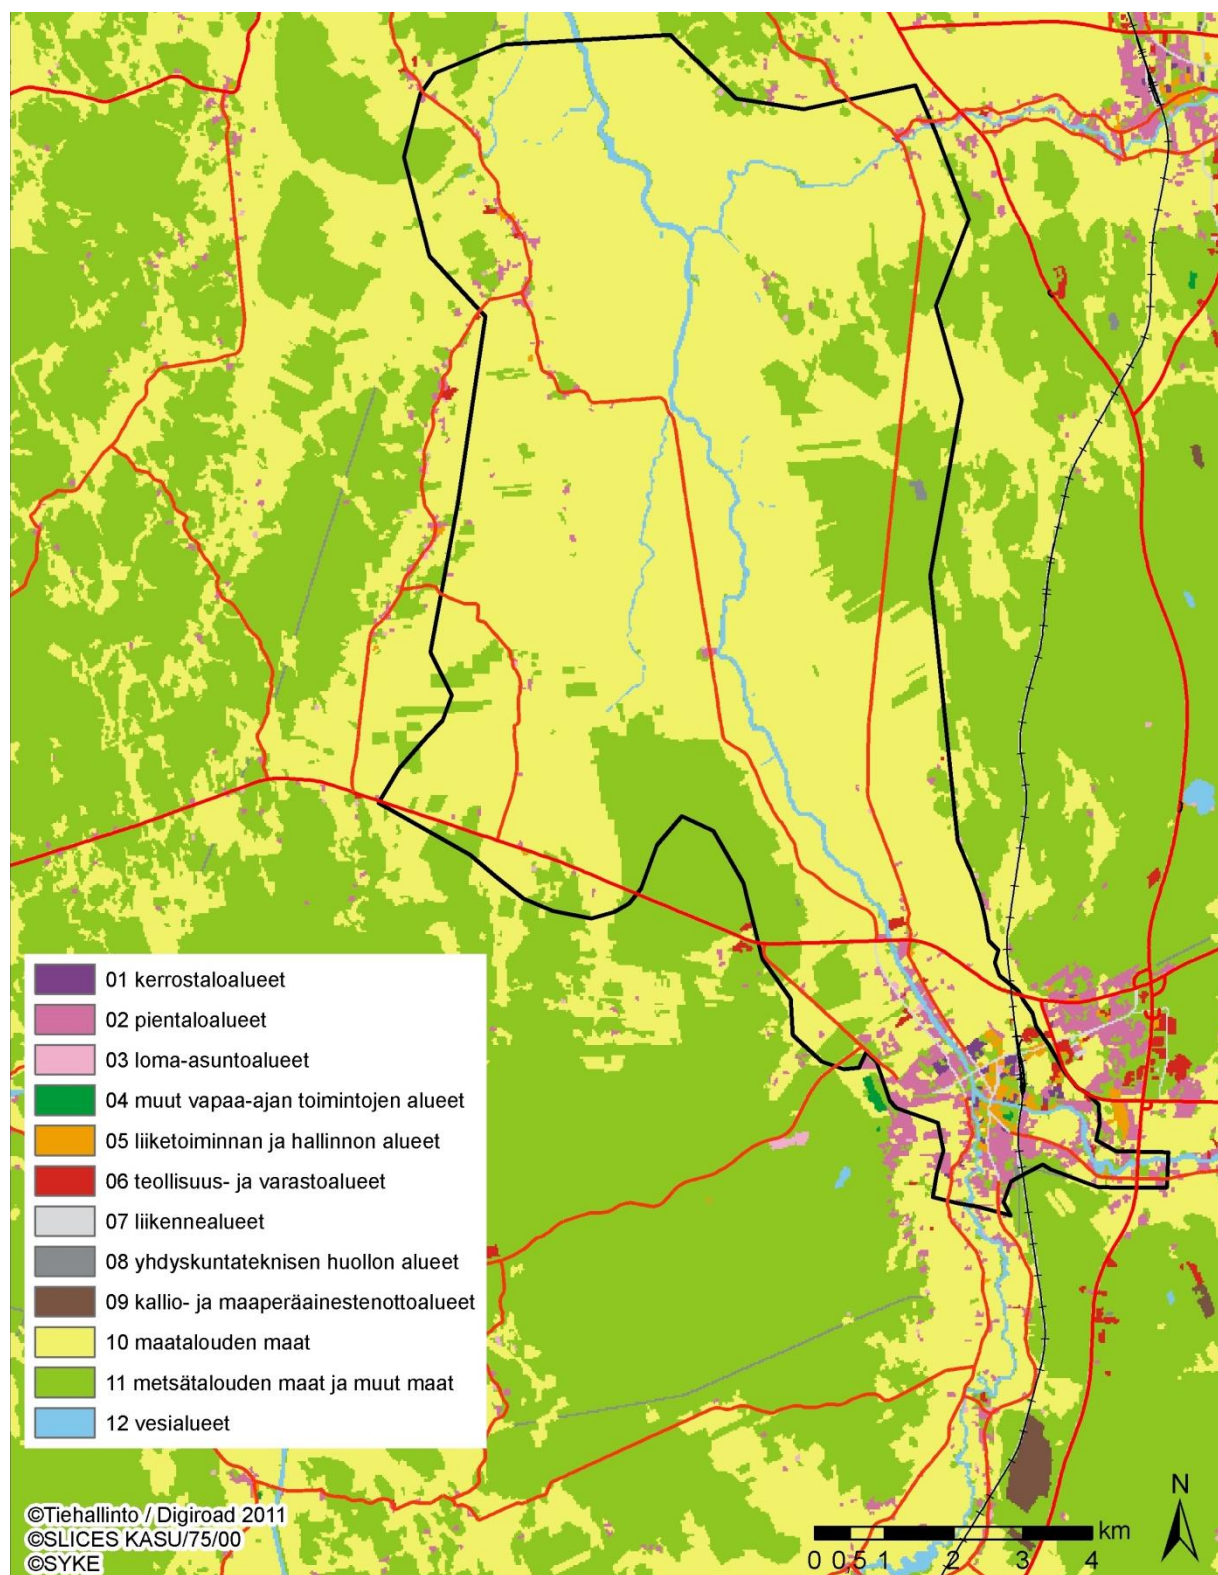 01 kerrostaloalueet
02 pientaloalueet
03 loma-asuntoalueet
04 muut vapaa-ajan toimintojen alueet
05 liiketoiminnan ja hallinnon alueet
06 teollisuus- ja varastoalueet
07 liikennealueet
08 yhdyskuntateknisen huollon alueet
09 kallio- ja maaperäainestenottoalueet
10 maatalouden maat
11 metsätalouden maat ja muut maat
12 vesialueet
©Tiehallinto / Digiroad 2011
©SLICES KASU/75/00
©SYKE
N
km
0 0,5 1 2 3 4